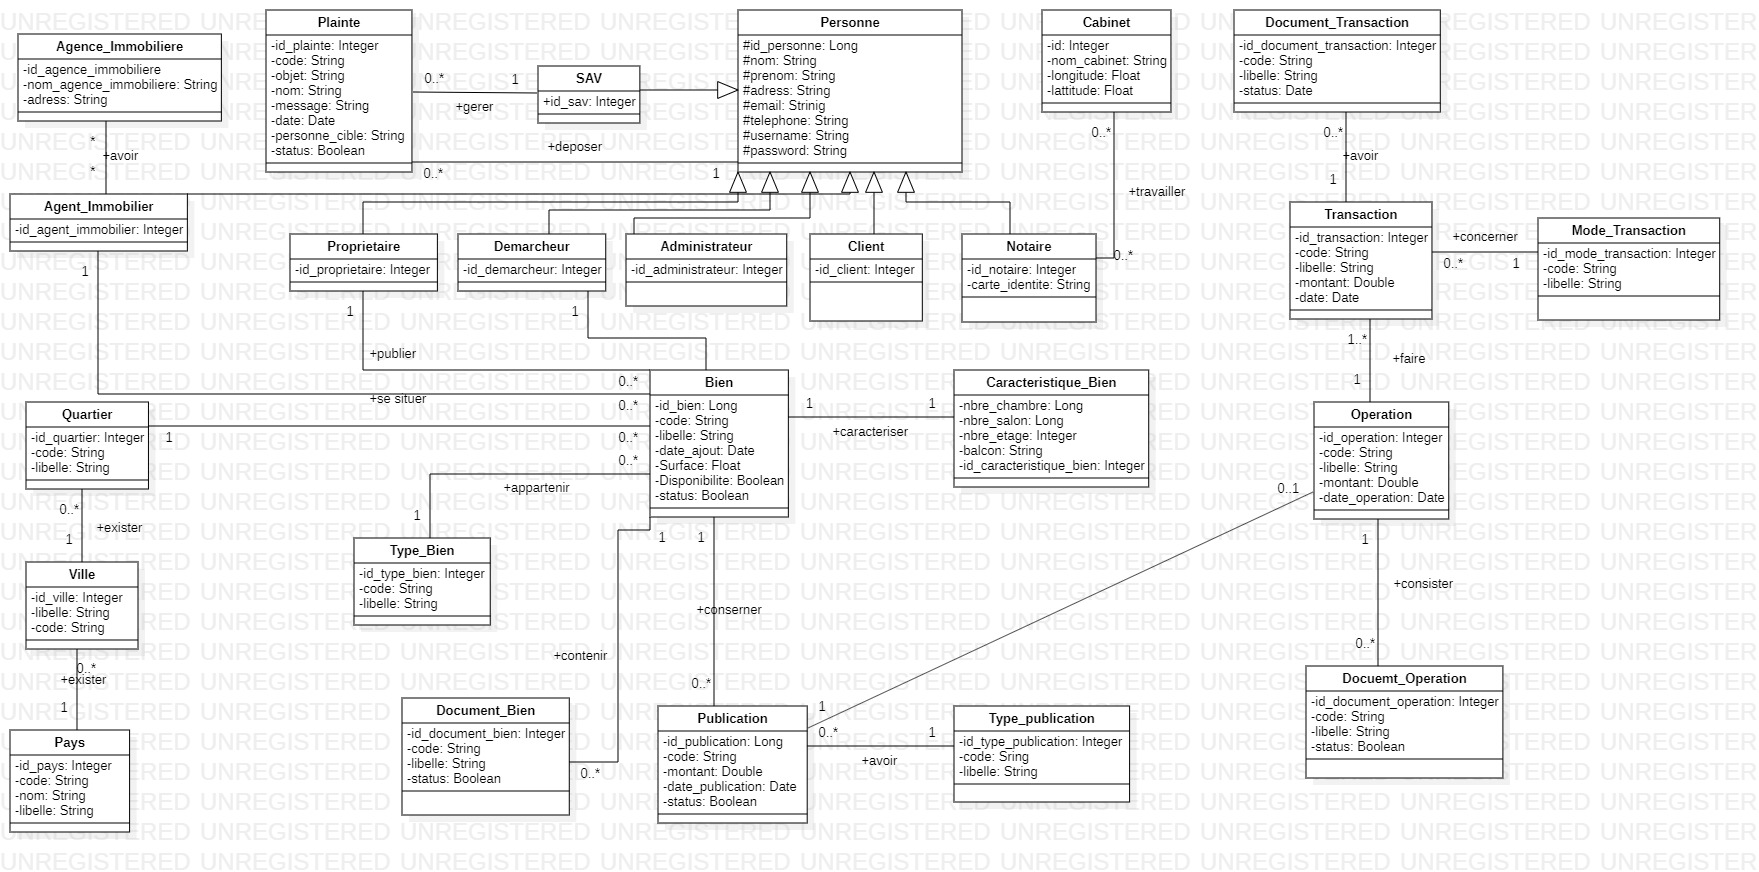 Agence_Immobiliere
-id_agence_immobiliere
-nom_agence_immobiliere: String
-adress: String
*
+avoir
*
Plainte
-id_plainte: Integer
-code: String
-objet: String
-nom: String
-message: String
-date: Date
-personne_cible: String
-status: Boolean
0..*
1
+gerer
SAV
+id_sav: Integer
+deposer
0..*
1
Personne
#id_personne: Long
#nom: String
#prenom: String
#adress: String
#email: Strinig
#telephone: String
#username: String
#password: String
Cabinet
-id: Integer
-nom_cabinet: String
-longitude: Float
-lattitude: Float
0..*
+travailler
0..*
Document_Transaction
-id_document_transaction: Integer
-code: String
-libelle: String
-status: Date
0..*
+avoir
1
Agent_Immobilier
-id_agent_immobilier: Integer
1
Proprietaire
-id_proprietaire: Integer
1
+publier
0..*
Demarcheur
-id_demarcheur: Integer
1
Administrateur
-id_administrateur: Integer
Client
-id_client: Integer
Notaire
-id_notaire: Integer
-carte_identite: String
Transaction
-id_transaction: Integer
-code: String
-libelle: String
-montant: Double
-date: Date
+concerner
0..*
1
Mode_Transaction
-id_mode_transaction: Integer
-code: String
-libelle: String
1..*
+faire
1
+se situer
0..*
Quartier
-id_quartier: Integer
-code: String
-libelle: String
1
0..*
0..*
+exister
1
Bien
-id_bien: Long
-code: String
-libelle: String
-date_ajout: Date
-Surface: Float
-Disponibilite: Boolean
-status: Boolean
1
1
+caracteriser
Caracteristique_Bien
-nbre_chambre: Long
-nbre_salon: Long
-nbre_etage: Integer
-balcon: String
-id_caracteristique_bien: Integer
Operation
-id_operation: Integer
-code: String
-libelle: String
-montant: Double
-date_operation: Date
0..1
1
+consister
0..*
0..*
+appartenir
1
Type_Bien
-id_type_bien: Integer
-code: String
-libelle: String
Ville
-id_ville: Integer
-libelle: String
-code: String
0..*
+exister
1
Pays
-id_pays: Integer
-code: String
-nom: String
-libelle: String
1
1
+conserner
+contenir
0..*
0..*
Document_Bien
-id_document_bien: Integer
-code: String
-libelle: String
-status: Boolean
Publication
-id_publication: Long
-code: String
-montant: Double
-date_publication: Date
-status: Boolean
1
0..*
1
+avoir
Type_publication
-id_type_publication: Integer
-code: Sring
-libelle: String
Docuemt_Operation
-id_document_operation: Integer
-code: String
-libelle: String
-status: Boolean